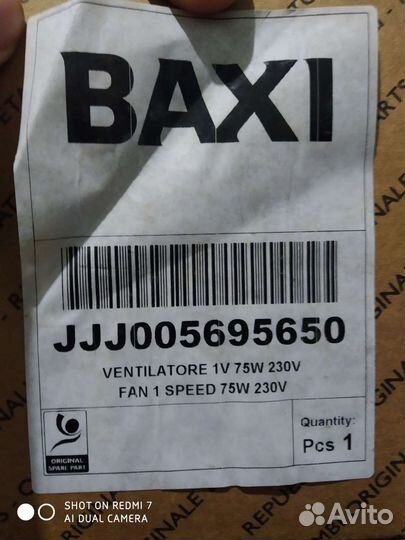 BAXI
JJJ005695650
VENTILATORE 1V 75W 230V
FAN 1 SPEED 75W 230V
ORIGINAL
SPARE PART
Quantity:
Pcs 1
SHOT ON REDMI 7
AI DUAL CAMERA
Avito